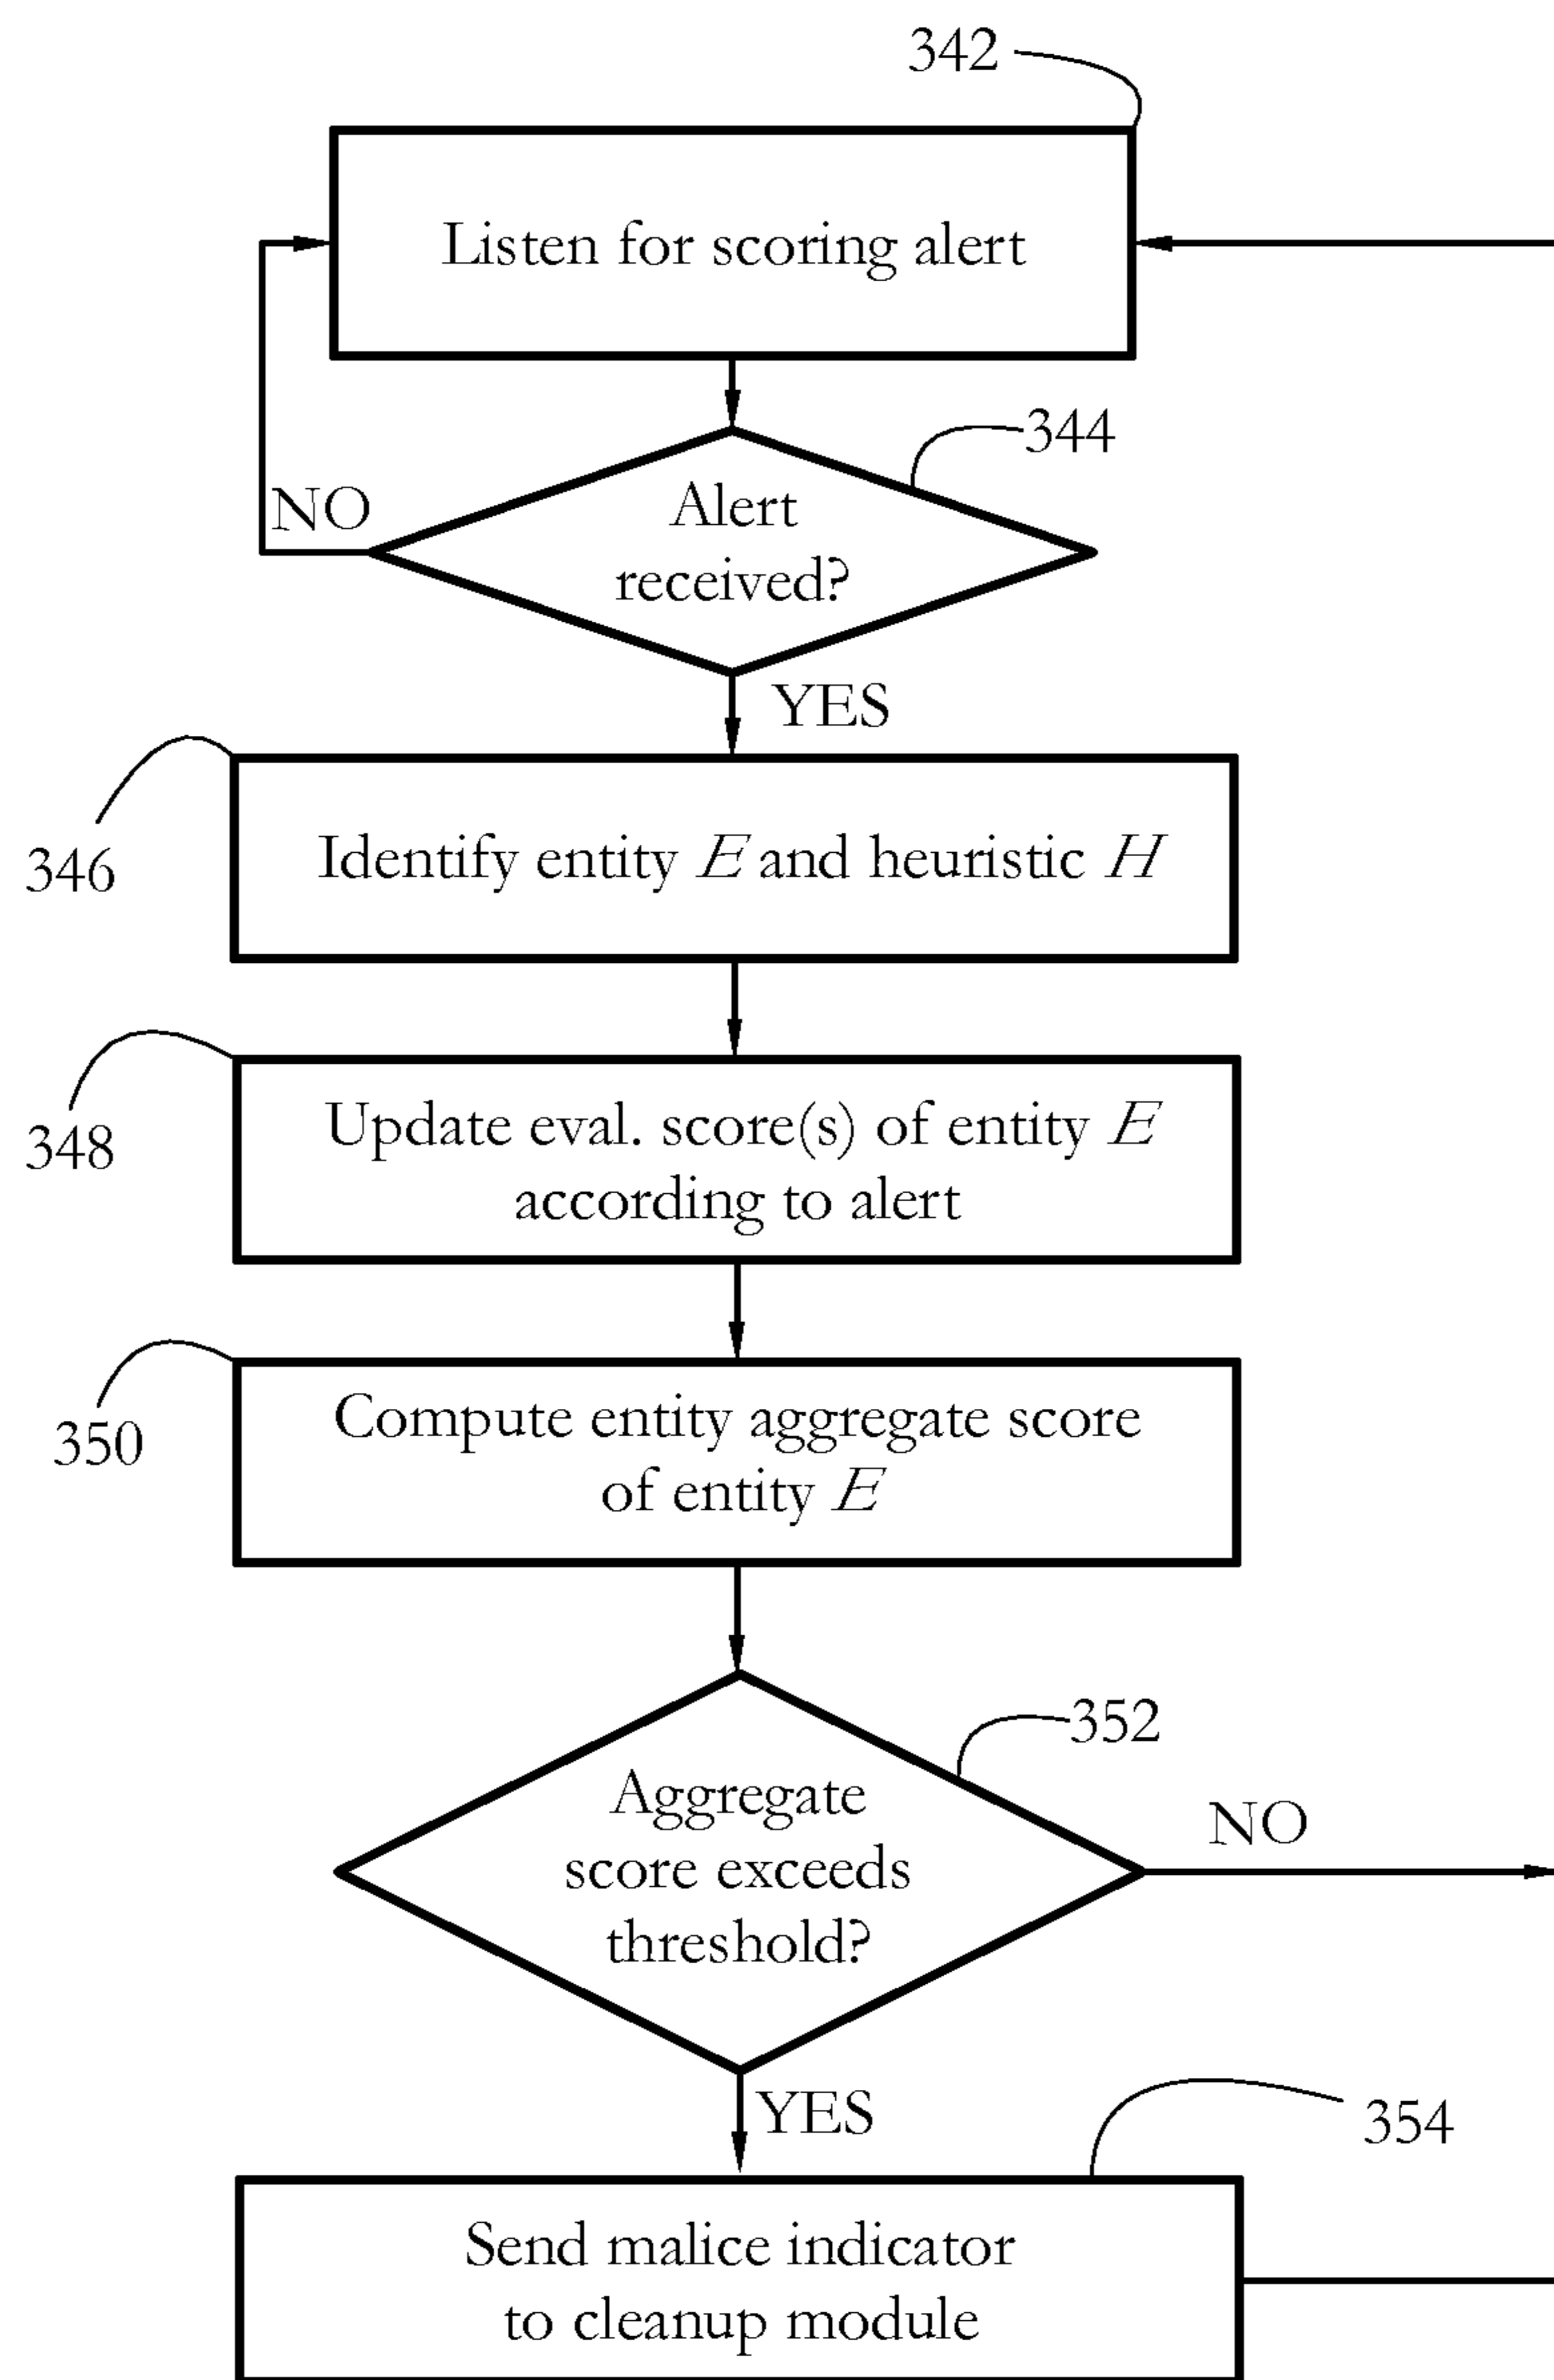 342
Listen for scoring alert
344
Alert
received?
NO
YES
346
Identify entity E and heuristic H
348
Update eval. score(s) of entity E
according to alert
350
Compute entity aggregate score
of entity E
352
Aggregate
score exceeds
threshold?
NO
YES
354
Send malice indicator
to cleanup module